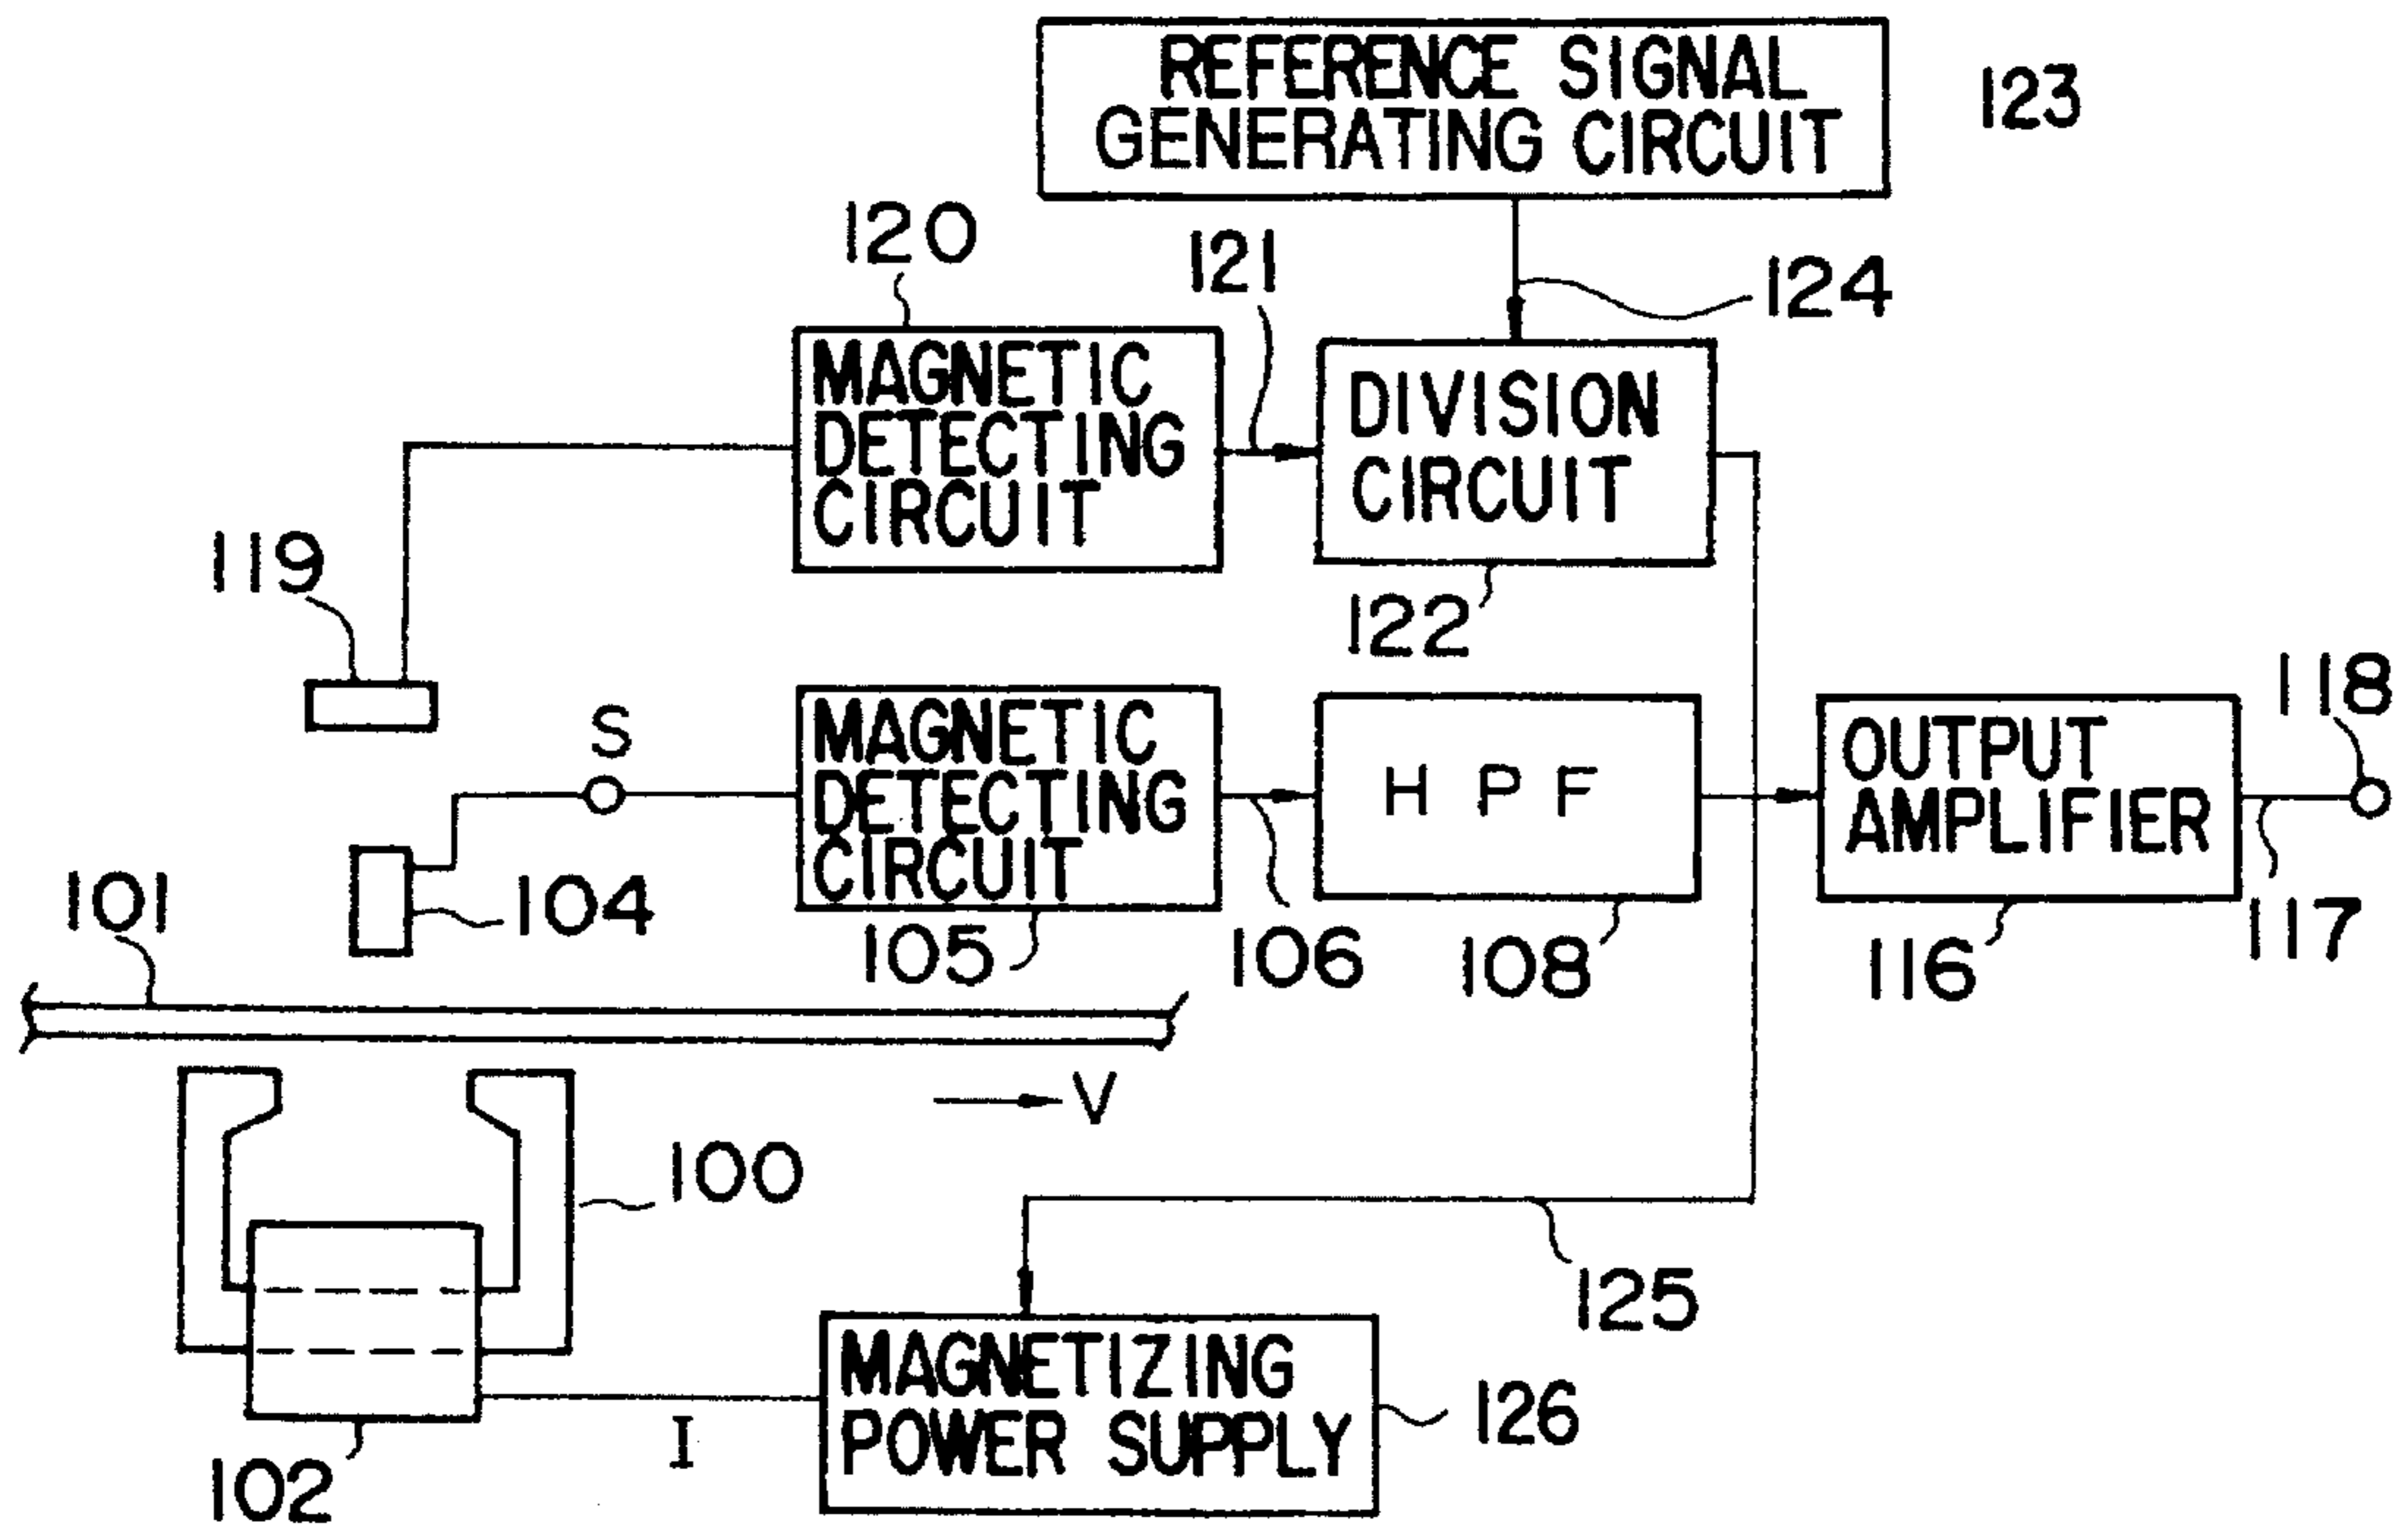 REFERENCE SIGNAL
GENERATING CIRCUIT
123
120
121
124
MAGNETIC
DETECTING
CIRCUIT
DIVISION
CIRCUIT
119
122
118
S
MAGNETIC
DETECTING
CIRCUIT
H P F
OUTPUT
AMPLIFIER
101
104
105
106
108
116
117
V
100
125
MAGNETIZING
POWER SUPPLY
126
I
102